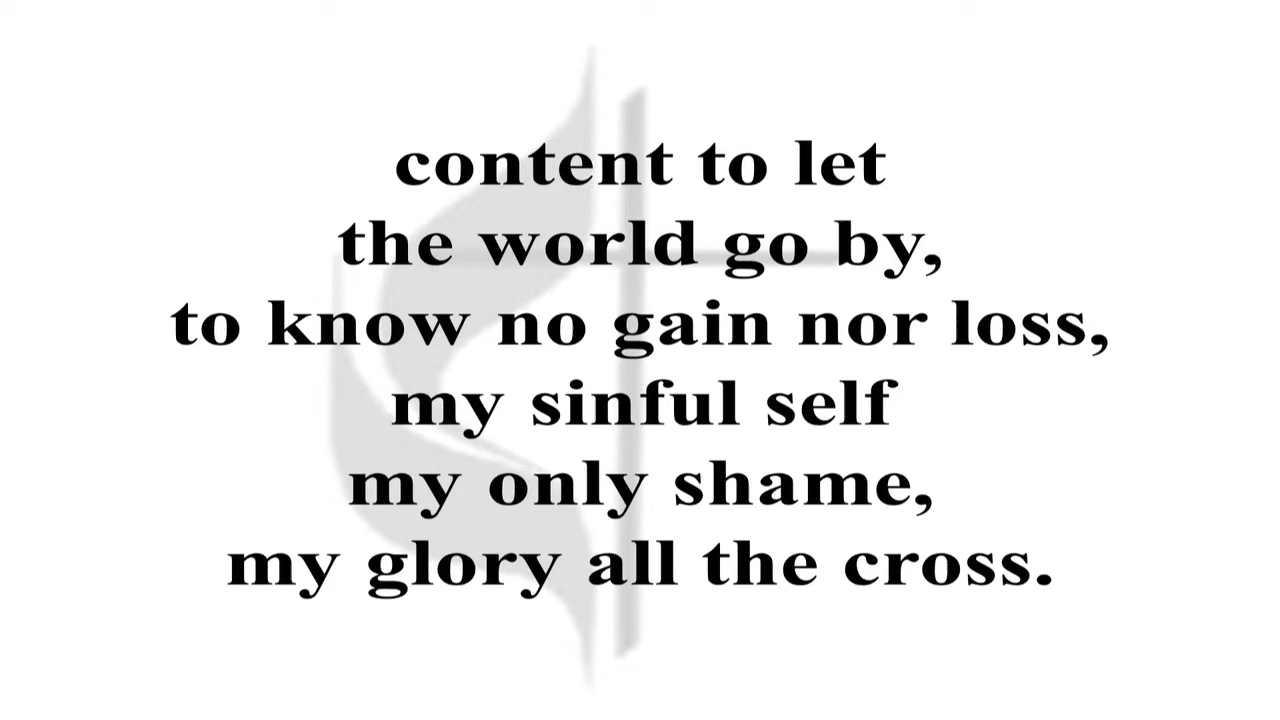 content to let
the world go by,
to know no gain nor loss,
my sinful self
my only shame,
my glory all the cross.